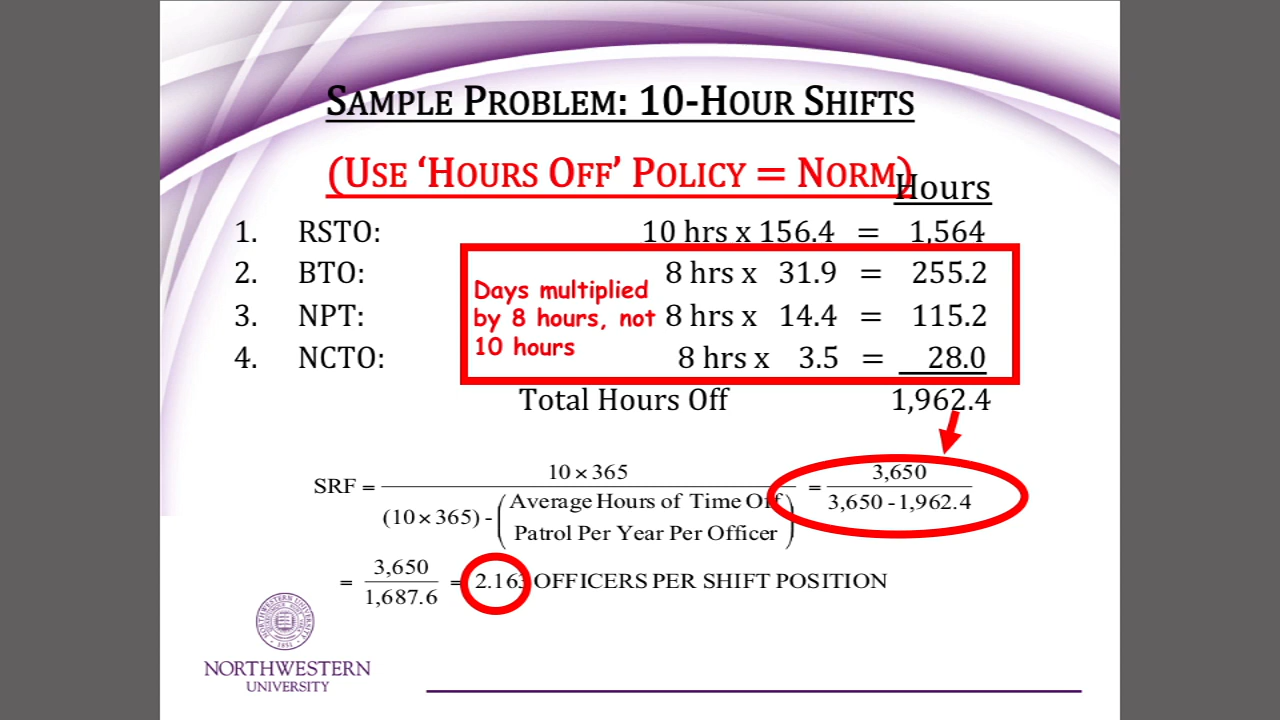 SAMPLE PROBLEM: 10-HOUR SHIFTS
(USE ‘HOURS OFF’ POLICY = NORM)
Hours
1. RSTO: 10 hrs x 156.4 = 1,564
2. BTO: 8 hrs x 31.9 = 255.2
3. NPT: 8 hrs x 14.4 = 115.2
4. NCTO: 8 hrs x 3.5 = 28.0
Days multiplied
by 8 hours, not
10 hours
Total Hours Off 1,962.4
10 × 365
SRF =
(10 × 365) - (Average Hours of Time Off
Patrol Per Year Per Officer)
= 3,650
3,650 - 1,962.4
= 3,650
1,687.6
= 2.163 OFFICERS PER SHIFT POSITION
NORTHWESTERN UNIVERSITY
1851
NORTHWESTERN
UNIVERSITY